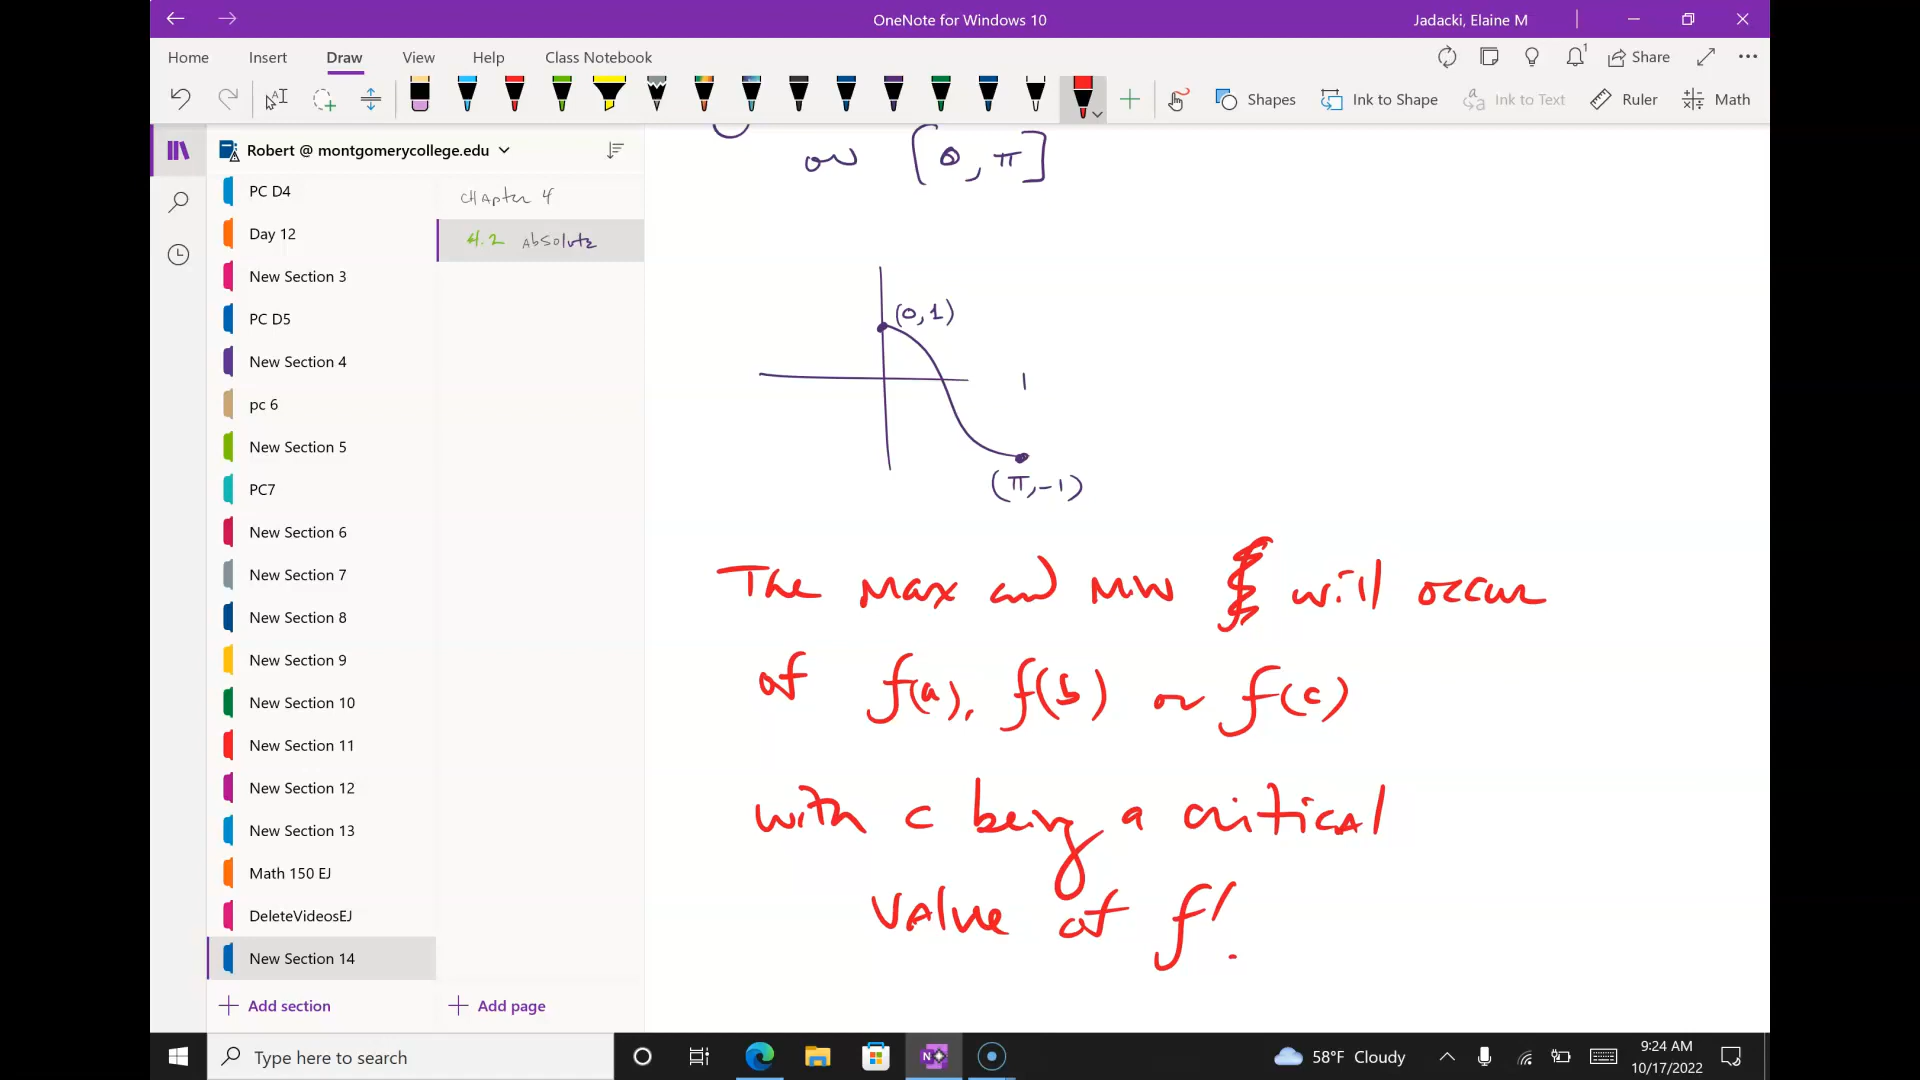 OneNote for Windows 10
Jadacki, Elaine M
Home Insert Draw View Help Class Notebook
1
Share
Shapes Ink to Shape Ink to Text Ruler Math
Robert @ montgomerycollege.edu
PC D4
Day 12
New Section 3
PC D5
New Section 4
pc 6
New Section 5
PC7
New Section 6
New Section 7
New Section 8
New Section 9
New Section 10
New Section 11
New Section 12
New Section 13
Math 150 EJ
DeleteVideosEJ
New Section 14
Add section
CHApter 4
4.2 Absolute
Add page
on [0, π]
(0, 1)
(π, -1)
The Max and Min will occur
at f(a), f(b) or f(c)
with c being a critical
value of f!
Type here to search
58°F Cloudy
9:24 AM
10/17/2022